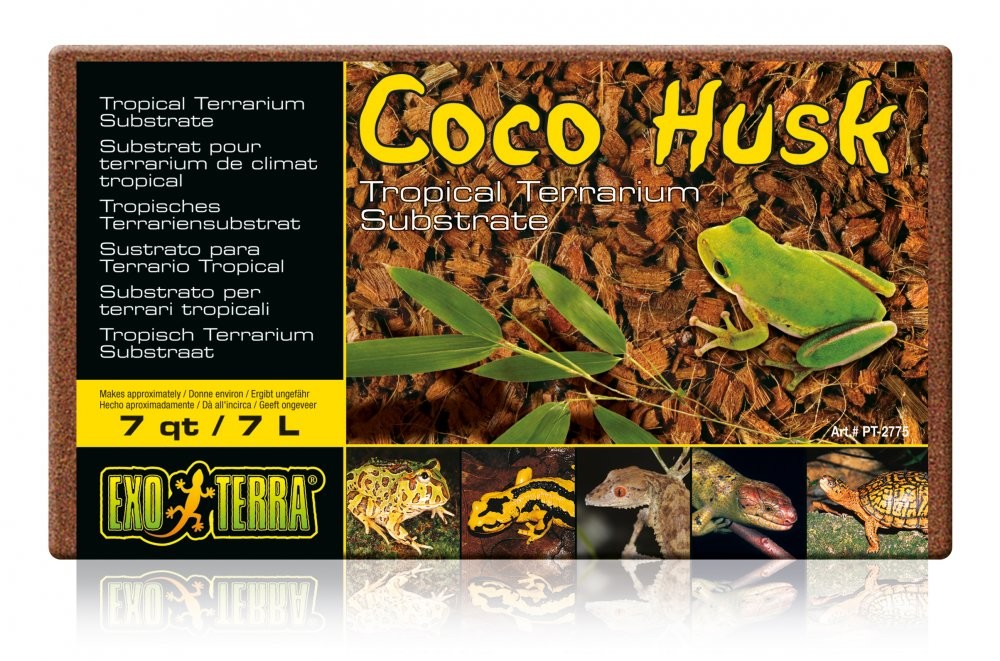 Tropical Terrarium
Substrate
Substrat pour
terrarium de climat
tropical
Tropisches
Terrariensubstrat
Sustrato para
Terrario Tropical
Substrato per
terrari tropicali
Tropisch Terrarium
Substraat
Makes approximately / Donne environ / Ergibt ungefähr
Hecho aproximadamente / Dà all'incirca / Geeft ongeveer
7 qt / 7 L
EXO TERRA®
Coco Husk
Tropical Terrarium
Substrate
Art.# PT-2775